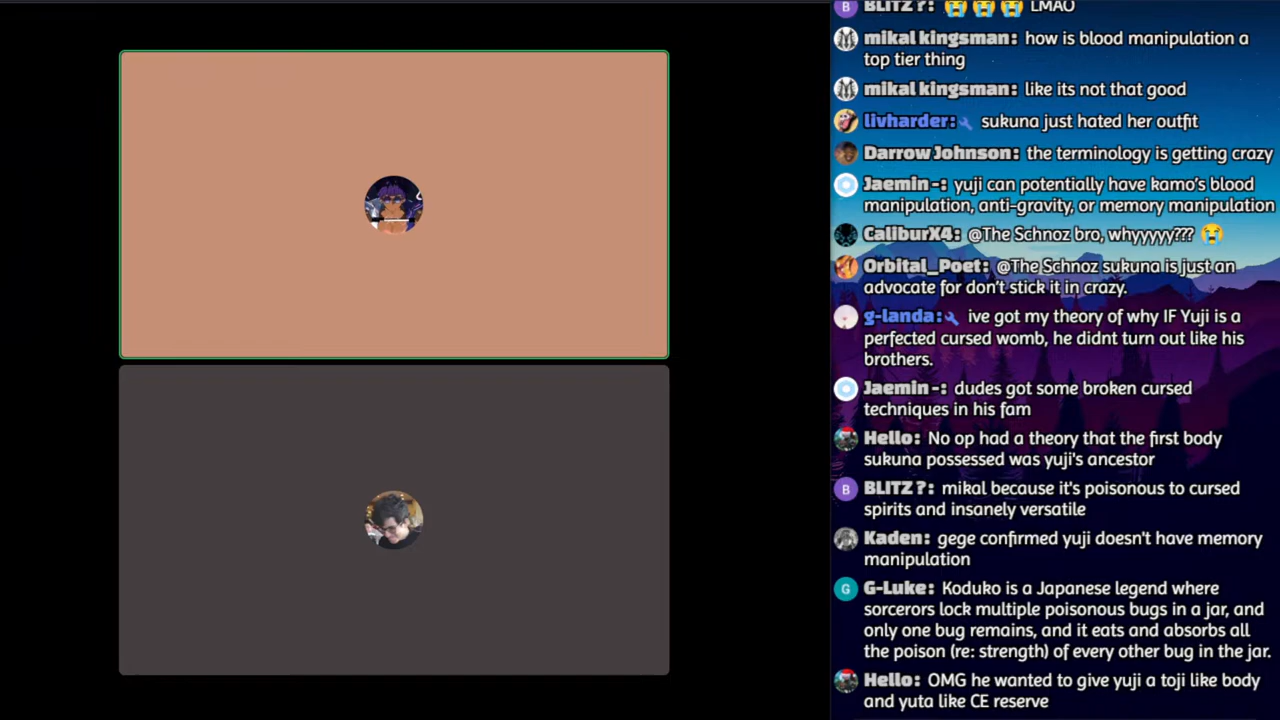 BLITZ ?: 😭😭😭 LMAO
mikal kingsman: how is blood manipulation a
top tier thing
mikal kingsman: like its not that good
livharder: sukuna just hated her outfit
Darrow Johnson: the terminology is getting crazy
Jaemin -: yuji can potentially have kamo's blood
manipulation, anti-gravity, or memory manipulation
CaliburX4: @The Schnoz bro, whyyyyy??? 😭
Orbital_Poet: @The Schnoz sukuna is just an
advocate for don't stick it in crazy.
g-landa: ive got my theory of why IF Yuji is a
perfected cursed womb, he didnt turn out like his
brothers.
Jaemin -: dudes got some broken cursed
techniques in his fam
Hello: No op had a theory that the first body
sukuna possessed was yuji's ancestor
B
BLITZ ?: mikal because it's poisonous to cursed
spirits and insanely versatile
Kaden: gege confirmed yuji doesn't have memory
manipulation
G
G-Luke: Koduko is a Japanese legend where
sorcerors lock multiple poisonous bugs in a jar, and
only one bug remains, and it eats and absorbs all
the poison (re: strength) of every other bug in the jar.
Hello: OMG he wanted to give yuji a toji like body
and yuta like CE reserve